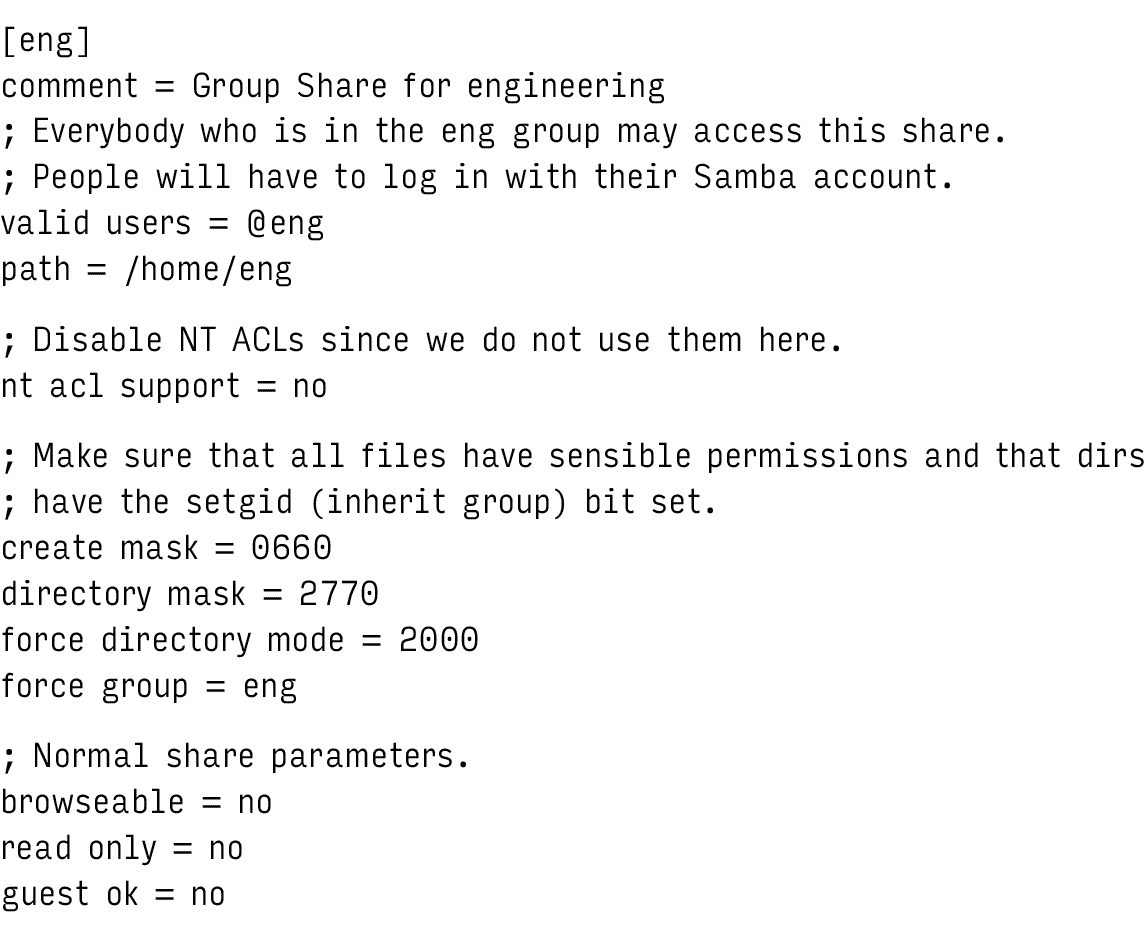 [eng]
comment = Group Share for engineering
; Everybody who is in the eng group may access this share.
; People will have to log in with their Samba account.
valid users = @eng
path = /home/eng
; Disable NT ACLs since we do not use them here.
nt acl support = no
; Make sure that all files have sensible permissions and that dirs
; have the setgid (inherit group) bit set.
create mask = 0660
directory mask = 2770
force directory mode = 2000
force group = eng
; Normal share parameters.
browseable = no
read only = no
guest ok = no